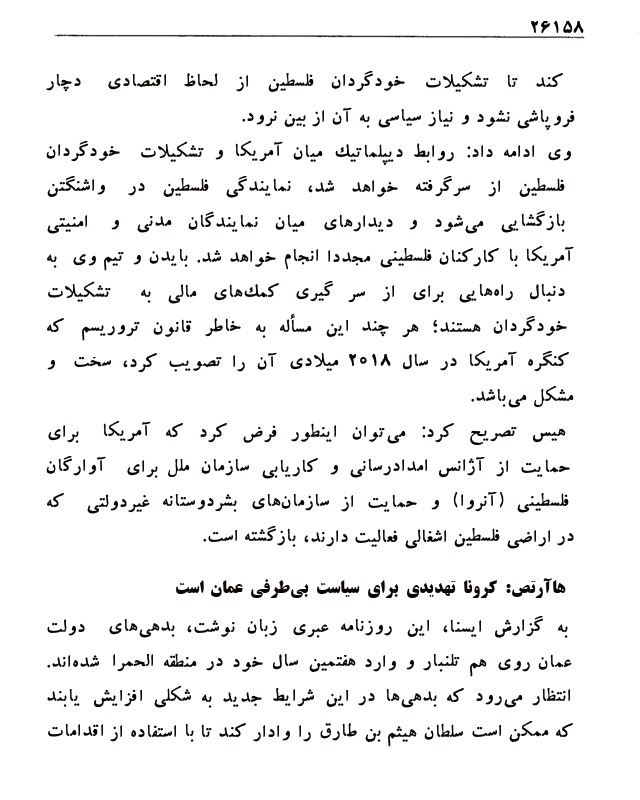 ۲۶۱۵۸
کند تا تشکیلات خودگردان فلسطین از لحاظ اقتصادی دچار
فروپاشی نشود و نیاز سیاسی به آن از بین نرود.
وی ادامه داد: روابط دیپلماتیك میان آمریکا و تشکیلات خودگردان
فلسطین از سرگرفته خواهد شد، نمایندگی فلسطین در واشنگتن
بازگشایی می‌شود و دیدارهای میان نمایندگان مدنی و امنیتی
آمریکا با کارکنان فلسطینی مجددا انجام خواهد شد. بایدن و تیم وی به
دنبال راه‌هایی برای از سر گیری کمك‌های مالی به تشکیلات
خودگردان هستند؛ هر چند این مسأله به خاطر قانون تروریسم که
کنگره آمریکا در سال ۲۰۱۸ میلادی آن را تصویب کرد، سخت و
مشکل می‌باشد.
هیس تصریح کرد: می‌توان اینطور فرض کرد که آمریکا برای
حمایت از آژانس امدادرسانی و کاریابی سازمان ملل برای آوارگان
فلسطینی (آنروا) و حمایت از سازمان‌های بشردوستانه غیردولتی که
در اراضی فلسطین اشغالی فعالیت دارند، بازگشته است.
هاآرتص: کرونا تهدیدی برای سیاست بی‌طرفی عمان است
به گزارش ایسنا، این روزنامه عبری زبان نوشت، بدهی‌های دولت
عمان روی هم تلنبار و وارد هفتمین سال خود در منطقه الحمرا شده‌اند.
انتظار می‌رود که بدهی‌ها در این شرایط جدید به شکلی افزایش یابند
که ممکن است سلطان هیثم بن طارق را وادار کند تا با استفاده از اقدامات